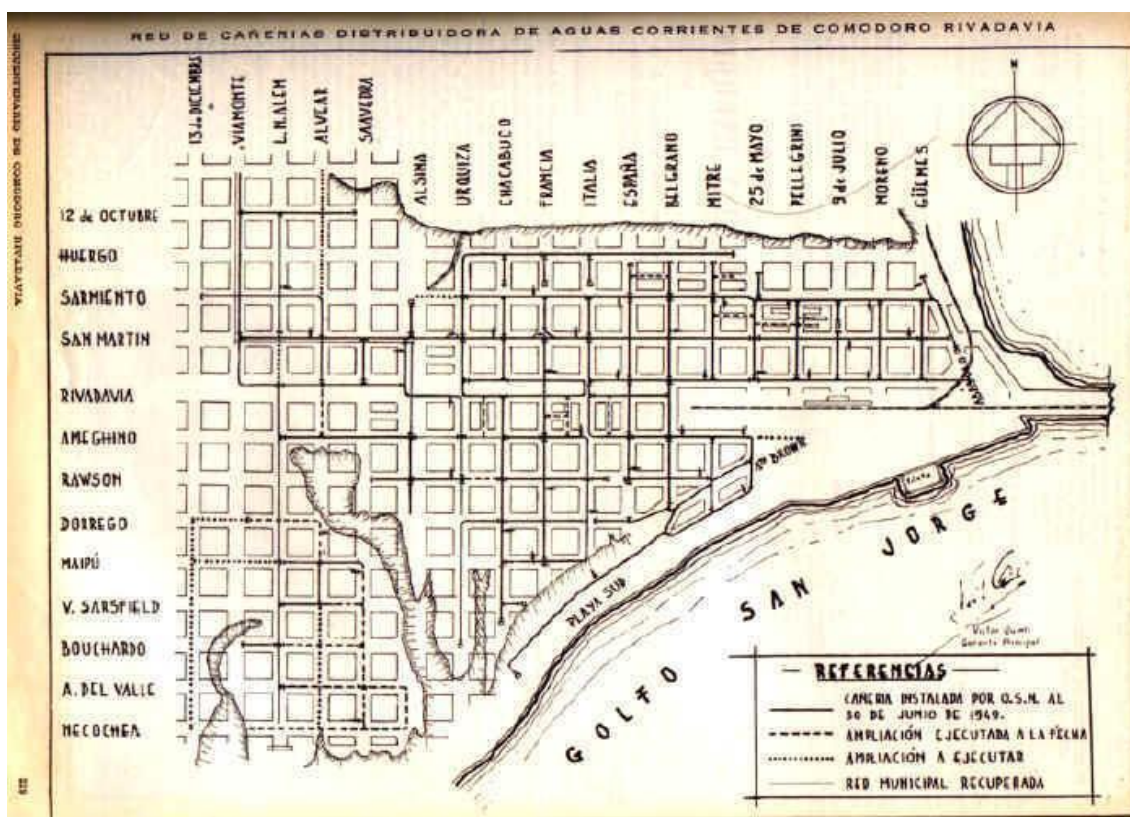 RED DE CAÑERIAS DISTRIBUIDORA DE AGUAS CORRIENTES DE COMODORO RIVADAVIA
13 de DICIEMBRE
VIAMONTE
L.N. ALEM
ALVEAR
SAAVEDRA
ALSINA
URQUIZA
CHACABUCO
FRANCIA
ITALIA
ESPAÑA
BELGRANO
MITRE
25 de MAYO
PELLEGRINI
9 de JULIO
MORENO
GÜEMES
N
12 de OCTUBRE
HUERGO
SARMIENTO
SAN MARTIN
RIVADAVIA
AMEGHINO
RAWSON
DORREGO
MAIPÚ
V. SARSFIELD
BOUCHARDO
A. DEL VALLE
NECOCHEA
BROWN
PLAYA SUD
GOLFO SAN JORGE
REFERENCIAS
CAÑERIA INSTALADA POR O.S.N. AL
30 DE JUNIO DE 1949.
AMPLIACIÓN EJECUTADA A LA FECHA
AMPLIACIÓN A EJECUTAR
RED MUNICIPAL RECUPERADA